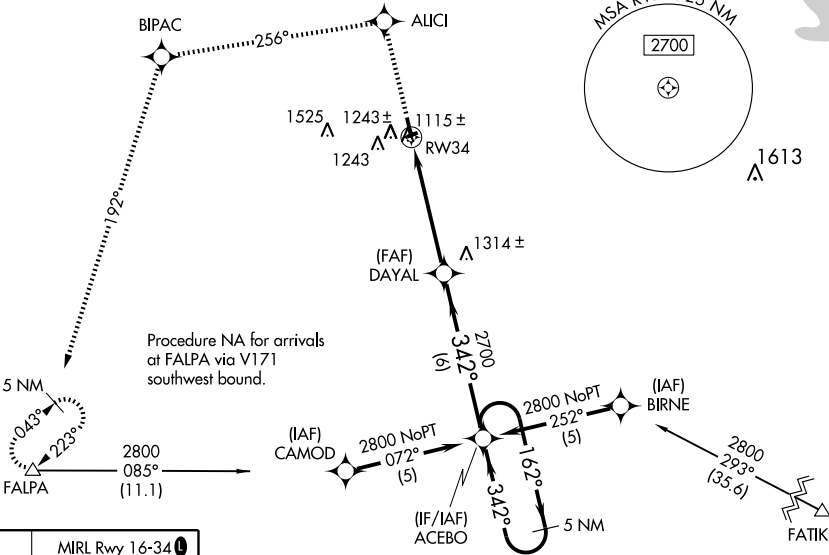 BIPAC
256°
ALICI
MSA RW
25 NM
2700
1525
1243 ±
1115 ±
1243
RW34
1613
192°
(FAF)
DAYAL
1314 ±
Procedure NA for arrivals
at FALPA via V171
southwest bound.
2700
342°
(6)
5 NM
043°
223°
FALPA
2800
085°
(11.1)
(IAF)
CAMOD
2800 NoPT
072°
(5)
2800 NoPT
252°
(5)
(IAF)
BIRNE
162°
342°
5 NM
(IF/IAF)
ACEBO
2800
293°
(35.6)
FATIK
MIRL Rwy 16-34 L